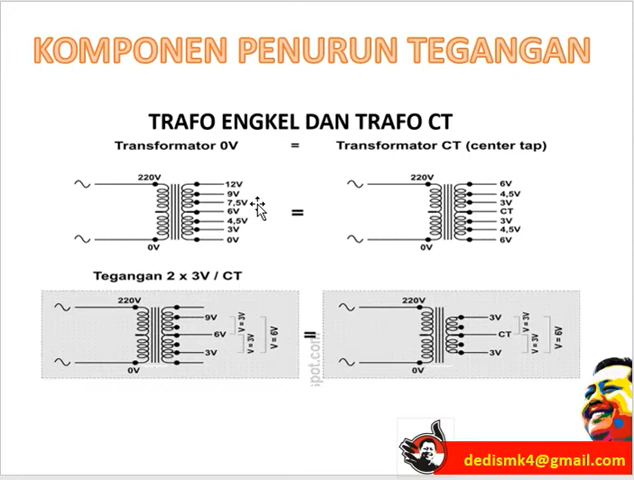 KOMPONEN PENURUN TEGANGAN
TRAFO ENGKEL DAN TRAFO CT
Transformator 0V = Transformator CT (center tap)
220V
12V
9V
7,5V
6V
4,5V
3V
0V
0V
=
220V
6V
4,5V
3V
CT
3V
4,5V
6V
0V
Tegangan 2 x 3V / CT
220V
9V
6V
3V
0V
V = 3V
V = 3V
V = 6V
=
spot.com
220V
3V
CT
3V
0V
V = 3V
V = 3V
V = 6V
dedismk4@gmail.com